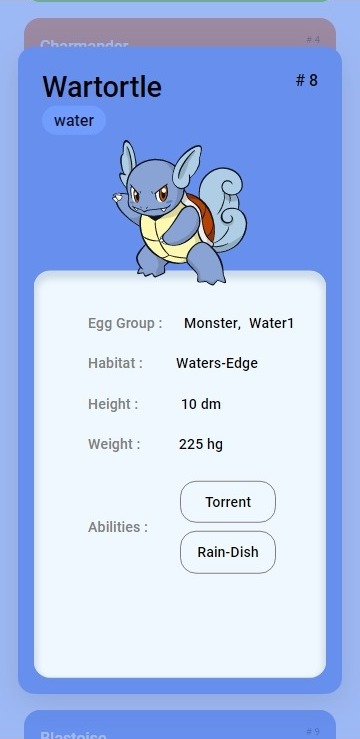 Charmander
# 4
Wartortle
# 8
water
Egg Group : Monster, Water1
Habitat : Waters-Edge
Height : 10 dm
Weight : 225 hg
Torrent
Abilities :
Rain-Dish
Blastoise
# 9